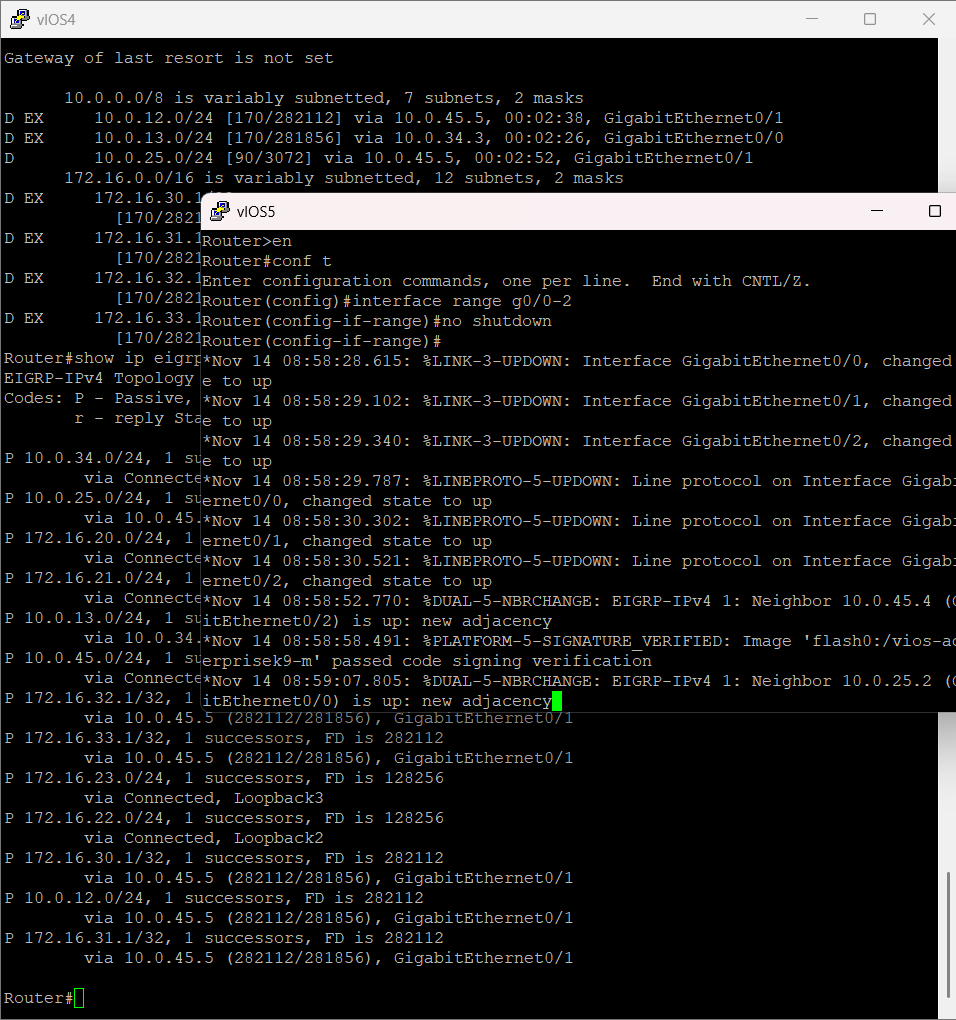 vIOS4
Gateway of last resort is not set
10.0.0.0/8 is variably subnetted, 7 subnets, 2 masks
D EX 10.0.12.0/24 [170/282112] via 10.0.45.5, 00:02:38, GigabitEthernet0/1
D EX 10.0.13.0/24 [170/281856] via 10.0.34.3, 00:02:26, GigabitEthernet0/0
D 10.0.25.0/24 [90/3072] via 10.0.45.5, 00:02:52, GigabitEthernet0/1
172.16.0.0/16 is variably subnetted, 12 subnets, 2 masks
D EX 172.16.30.1
[170/2821
D EX 172.16.31.1
[170/2821
D EX 172.16.32.1
[170/2821
D EX 172.16.33.1
[170/2821
Router#show ip eigrp
EIGRP-IPv4 Topology
Codes: P - Passive,
r - reply Sta
P 10.0.34.0/24, 1 su
via Connecte
P 10.0.25.0/24, 1 su
via 10.0.45.
P 172.16.20.0/24, 1
via Connecte
P 172.16.21.0/24, 1
via Connecte
P 10.0.13.0/24, 1 su
via 10.0.34.
P 10.0.45.0/24, 1 su
via Connecte
P 172.16.32.1/32, 1
via 10.0.45.5 (282112/281856), GigabitEthernet0/1
P 172.16.33.1/32, 1 successors, FD is 282112
via 10.0.45.5 (282112/281856), GigabitEthernet0/1
P 172.16.23.0/24, 1 successors, FD is 128256
via Connected, Loopback3
P 172.16.22.0/24, 1 successors, FD is 128256
via Connected, Loopback2
P 172.16.30.1/32, 1 successors, FD is 282112
via 10.0.45.5 (282112/281856), GigabitEthernet0/1
P 10.0.12.0/24, 1 successors, FD is 282112
via 10.0.45.5 (282112/281856), GigabitEthernet0/1
P 172.16.31.1/32, 1 successors, FD is 282112
via 10.0.45.5 (282112/281856), GigabitEthernet0/1
Router#
vIOS5
Router>en
Router#conf t
Enter configuration commands, one per line. End with CNTL/Z.
Router(config)#interface range g0/0-2
Router(config-if-range)#no shutdown
Router(config-if-range)#
*Nov 14 08:58:28.615: %LINK-3-UPDOWN: Interface GigabitEthernet0/0, changed
e to up
*Nov 14 08:58:29.102: %LINK-3-UPDOWN: Interface GigabitEthernet0/1, changed
e to up
*Nov 14 08:58:29.340: %LINK-3-UPDOWN: Interface GigabitEthernet0/2, changed
e to up
*Nov 14 08:58:29.787: %LINEPROTO-5-UPDOWN: Line protocol on Interface Gigabi
ernet0/0, changed state to up
*Nov 14 08:58:30.302: %LINEPROTO-5-UPDOWN: Line protocol on Interface Gigabi
ernet0/1, changed state to up
*Nov 14 08:58:30.521: %LINEPROTO-5-UPDOWN: Line protocol on Interface Gigabi
ernet0/2, changed state to up
*Nov 14 08:58:52.770: %DUAL-5-NBRCHANGE: EIGRP-IPv4 1: Neighbor 10.0.45.4 (G
itEthernet0/2) is up: new adjacency
*Nov 14 08:58:58.491: %PLATFORM-5-SIGNATURE_VERIFIED: Image 'flash0:/vios-ad
erprisek9-m' passed code signing verification
*Nov 14 08:59:07.805: %DUAL-5-NBRCHANGE: EIGRP-IPv4 1: Neighbor 10.0.25.2 (G
itEthernet0/0) is up: new adjacency